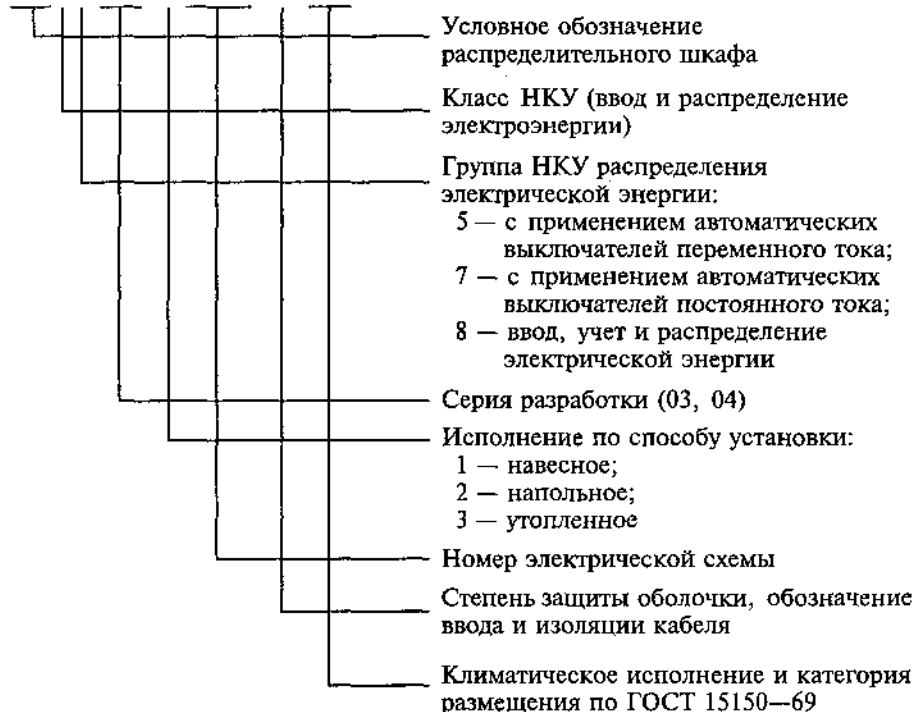 Условное обозначение
распределительного шкафа
Класс НКУ (ввод и распределение
электроэнергии)
Группа НКУ распределения
электрической энергии:
5 — с применением автоматических
выключателей переменного тока;
7 — с применением автоматических
выключателей постоянного тока;
8 — ввод, учет и распределение
электрической энергии
Серия разработки (03, 04)
Исполнение по способу установки:
1 — навесное;
2 — напольное;
3 — утопленное
Номер электрической схемы
Степень защиты оболочки, обозначение
ввода и изоляции кабеля
Климатическое исполнение и категория
размещения по ГОСТ 15150—69